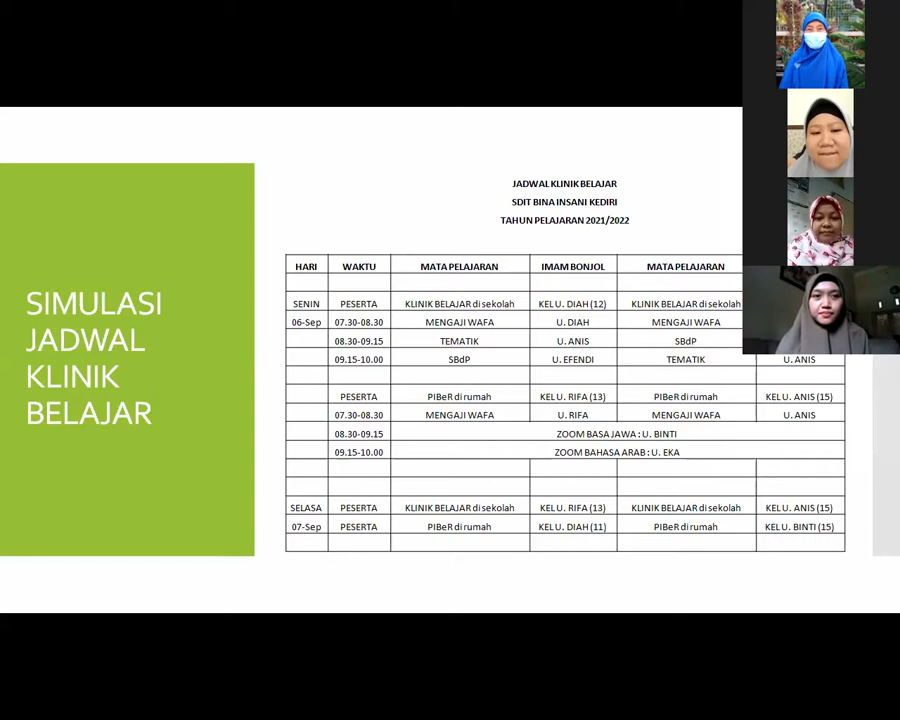 SIMULASI
JADWAL
KLINIK
BELAJAR
JADWAL KLINIK BELAJAR
SDIT BINA INSANI KEDIRI
TAHUN PELAJARAN 2021/2022
HARI WAKTU MATA PELAJARAN IMAM BONJOL MATA PELAJARAN
SENIN PESERTA KLINIK BELAJAR di sekolah KEL U. DIAH (12) KLINIK BELAJAR di sekolah
06-Sep 07.30-08.30 MENGAJI WAFA U. DIAH MENGAJI WAFA
08.30-09.15 TEMATIK U. ANIS SBdP
09.15-10.00 SBdP U. EFENDI TEMATIK U. ANIS
PESERTA PIBeR di rumah KEL U. RIFA (13) PIBeR di rumah KEL U. ANIS (15)
07.30-08.30 MENGAJI WAFA U. RIFA MENGAJI WAFA U. ANIS
08.30-09.15 ZOOM BASA JAWA : U. BINTI
09.15-10.00 ZOOM BAHASA ARAB : U. EKA
SELASA PESERTA KLINIK BELAJAR di sekolah KEL U. RIFA (13) KLINIK BELAJAR di sekolah KEL U. ANIS (15)
07-Sep PESERTA PIBeR di rumah KEL U. DIAH (11) PIBeR di rumah KEL U. BINTI (15)